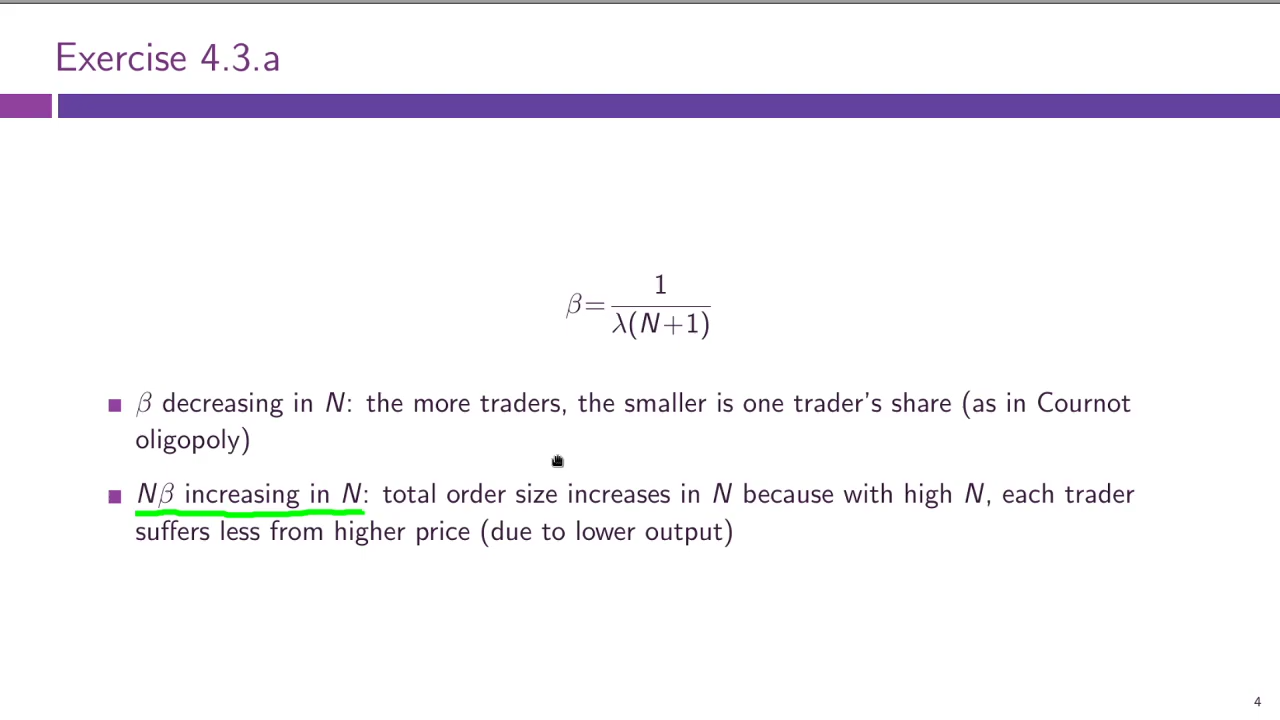 Exercise 4.3.a
β = 1 / λ(N+1)
■ β decreasing in N: the more traders, the smaller is one trader's share (as in Cournot
oligopoly)
■ Nβ increasing in N: total order size increases in N because with high N, each trader
suffers less from higher price (due to lower output)
4